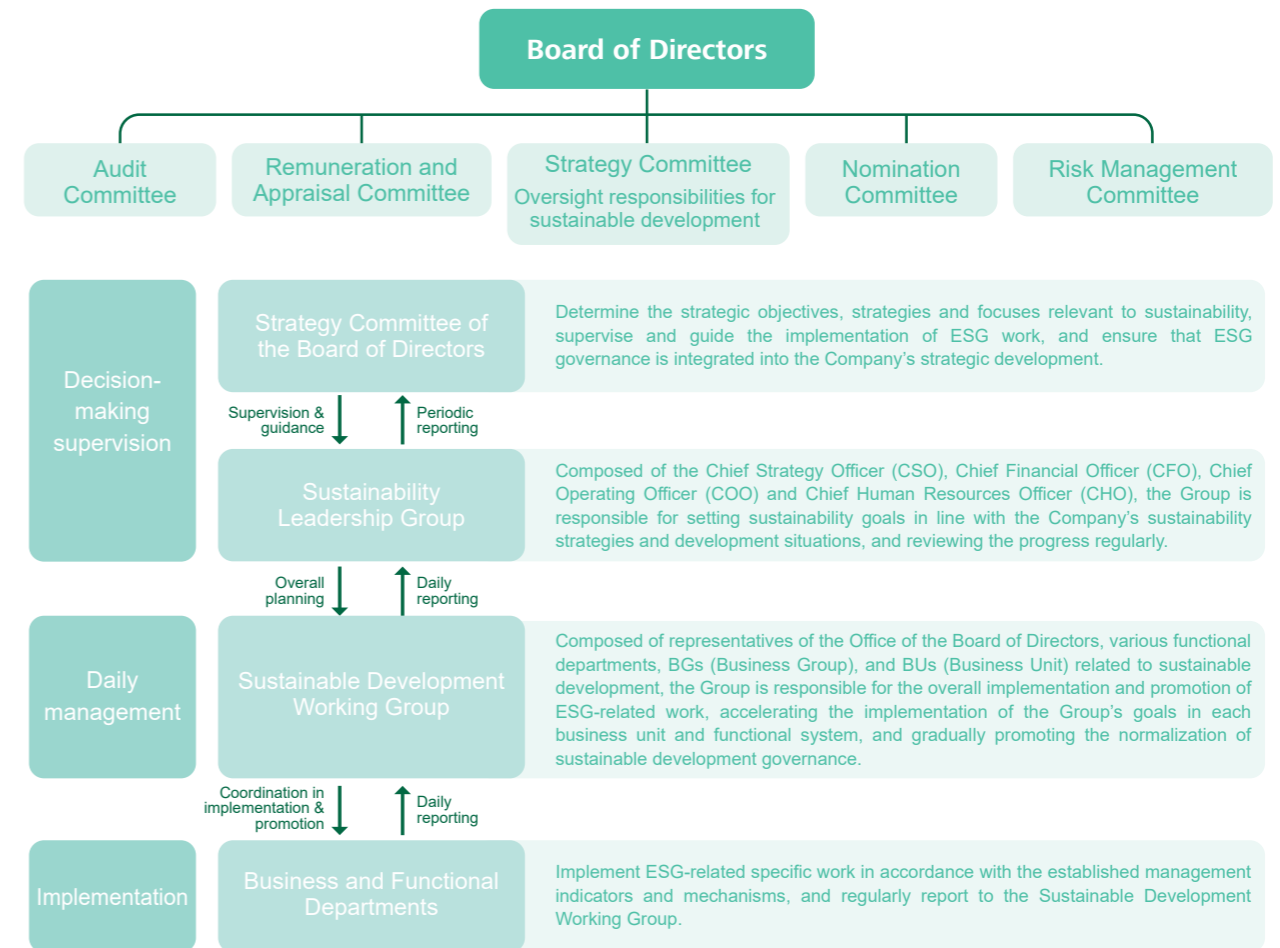 Board of Directors
Audit
Committee
Remuneration and
Appraisal Committee
Strategy Committee
Oversight responsibilities for
sustainable development
Nomination
Committee
Risk Management
Committee
Decision-
making
supervision
Strategy Committee of
the Board of Directors
Determine the strategic objectives, strategies and focuses relevant to sustainability,
supervise and guide the implementation of ESG work, and ensure that ESG
governance is integrated into the Company's strategic development.
Supervision &
guidance
Periodic
reporting
Sustainability
Leadership Group
Composed of the Chief Strategy Officer (CSO), Chief Financial Officer (CFO), Chief
Operating Officer (COO) and Chief Human Resources Officer (CHO), the Group is
responsible for setting sustainability goals in line with the Company's sustainability
strategies and development situations, and reviewing the progress regularly.
Overall
planning
Daily
reporting
Daily
management
Sustainable Development
Working Group
Composed of representatives of the Office of the Board of Directors, various functional
departments, BGs (Business Group), and BUs (Business Unit) related to sustainable
development, the Group is responsible for the overall implementation and promotion of
ESG-related work, accelerating the implementation of the Group's goals in each
business unit and functional system, and gradually promoting the normalization of
sustainable development governance.
Coordination in
implementation &
promotion
Daily
reporting
Implementation
Business and Functional
Departments
Implement ESG-related specific work in accordance with the established management
indicators and mechanisms, and regularly report to the Sustainable Development
Working Group.